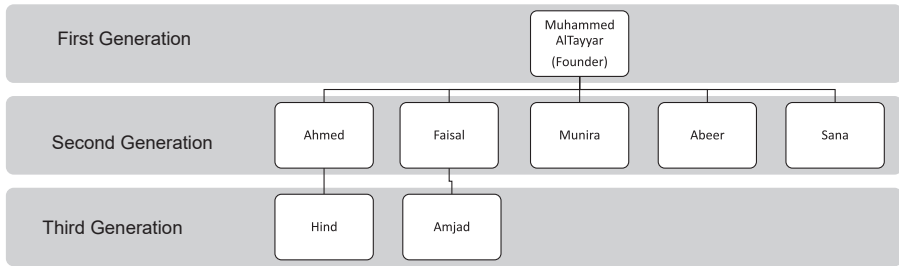 First Generation
Muhammed
AlTayyar
(Founder)
Second Generation
Ahmed
Faisal
Munira
Abeer
Sana
Third Generation
Hind
Amjad